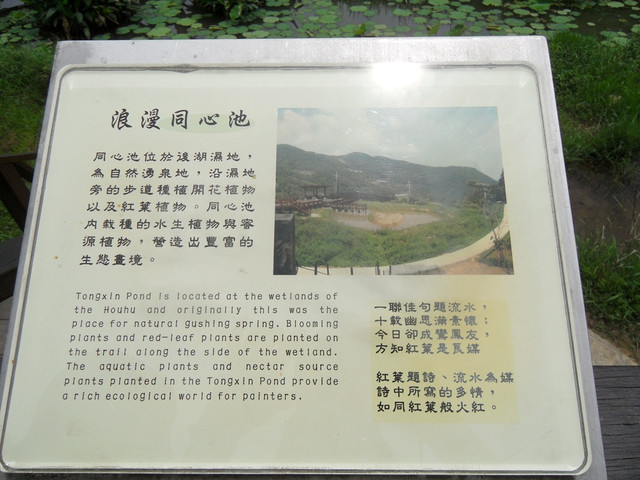 浪漫同心池
同心池位於後湖濕地，
為自然湧泉地，沿濕地
旁的步道種植開花植物
以及紅葉植物。同心池
內栽種的水生植物與蜜
源植物，營造出豐富的
生態畫境。
Tongxin Pond is located at the wetlands of
the Houhu and originally this was the
place for natural gushing spring. Blooming
plants and red-leaf plants are planted on
the trail along the side of the wetland.
The aquatic plants and nectar source
plants planted in the Tongxin Pond provide
a rich ecological world for painters.
一聯佳句題流水，
十載幽思滿素懷；
今日卻成鸞鳳友，
方知紅葉是良媒
紅葉題詩、流水為媒
詩中所寫的多情，
如同紅葉般火紅。